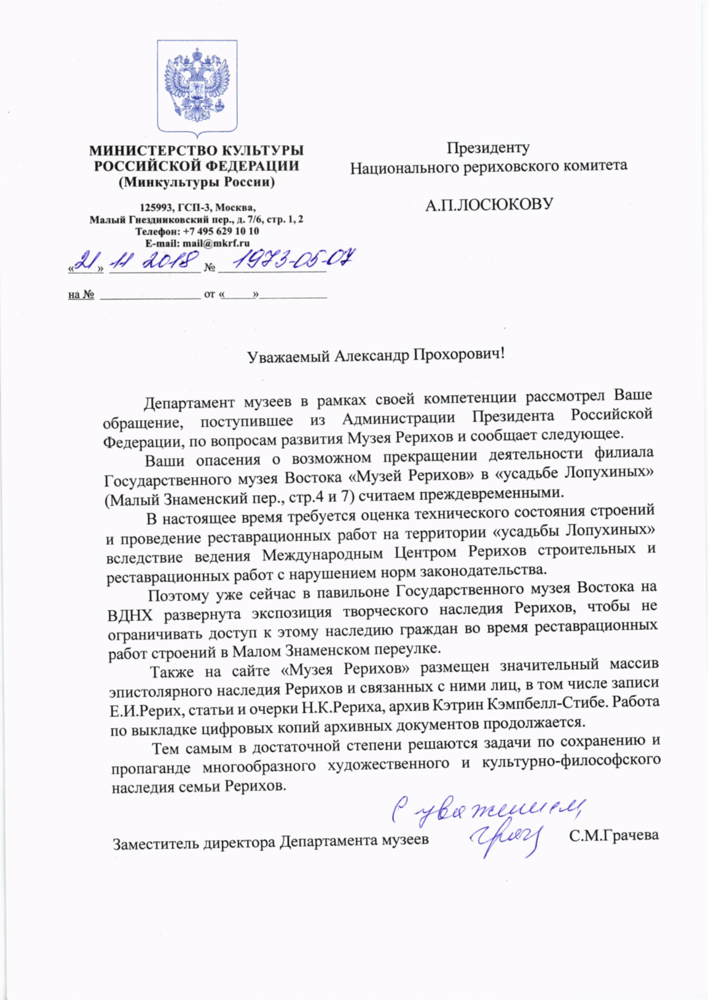 МИНИСТЕРСТВО КУЛЬТУРЫ
РОССИЙСКОЙ ФЕДЕРАЦИИ
(Минкультуры России)
125993, ГСП-3, Москва,
Малый Гнездниковский пер., д. 7/6, стр. 1, 2
Телефон: +7 495 629 10 10
E-mail: mail@mkrf.ru
«21» 11 2018 № 1973-05-07
на № ____________ от «_____»____________
Президенту
Национального рериховского комитета
А.П.ЛОСЮКОВУ
Уважаемый Александр Прохорович!
Департамент музеев в рамках своей компетенции рассмотрел Ваше
обращение, поступившее из Администрации Президента Российской
Федерации, по вопросам развития Музея Рерихов и сообщает следующее.
Ваши опасения о возможном прекращении деятельности филиала
Государственного музея Востока «Музей Рерихов» в «усадьбе Лопухиных»
(Малый Знаменский пер., стр.4 и 7) считаем преждевременными.
В настоящее время требуется оценка технического состояния строений
и проведение реставрационных работ на территории «усадьбы Лопухиных»
вследствие ведения Международным Центром Рерихов строительных и
реставрационных работ с нарушением норм законодательства.
Поэтому уже сейчас в павильоне Государственного музея Востока на
ВДНХ развернута экспозиция творческого наследия Рерихов, чтобы не
ограничивать доступ к этому наследию граждан во время реставрационных
работ строений в Малом Знаменском переулке.
Также на сайте «Музея Рерихов» размещен значительный массив
эпистолярного наследия Рерихов и связанных с ними лиц, в том числе записи
Е.И.Рерих, статьи и очерки Н.К.Рериха, архив Кэтрин Кэмпбелл-Стибе. Работа
по выкладке цифровых копий архивных документов продолжается.
Тем самым в достаточной степени решаются задачи по сохранению и
пропаганде многообразного художественного и культурно-философского
наследия семьи Рерихов.
С уважением,
Заместитель директора Департамента музеев С.М.Грачева